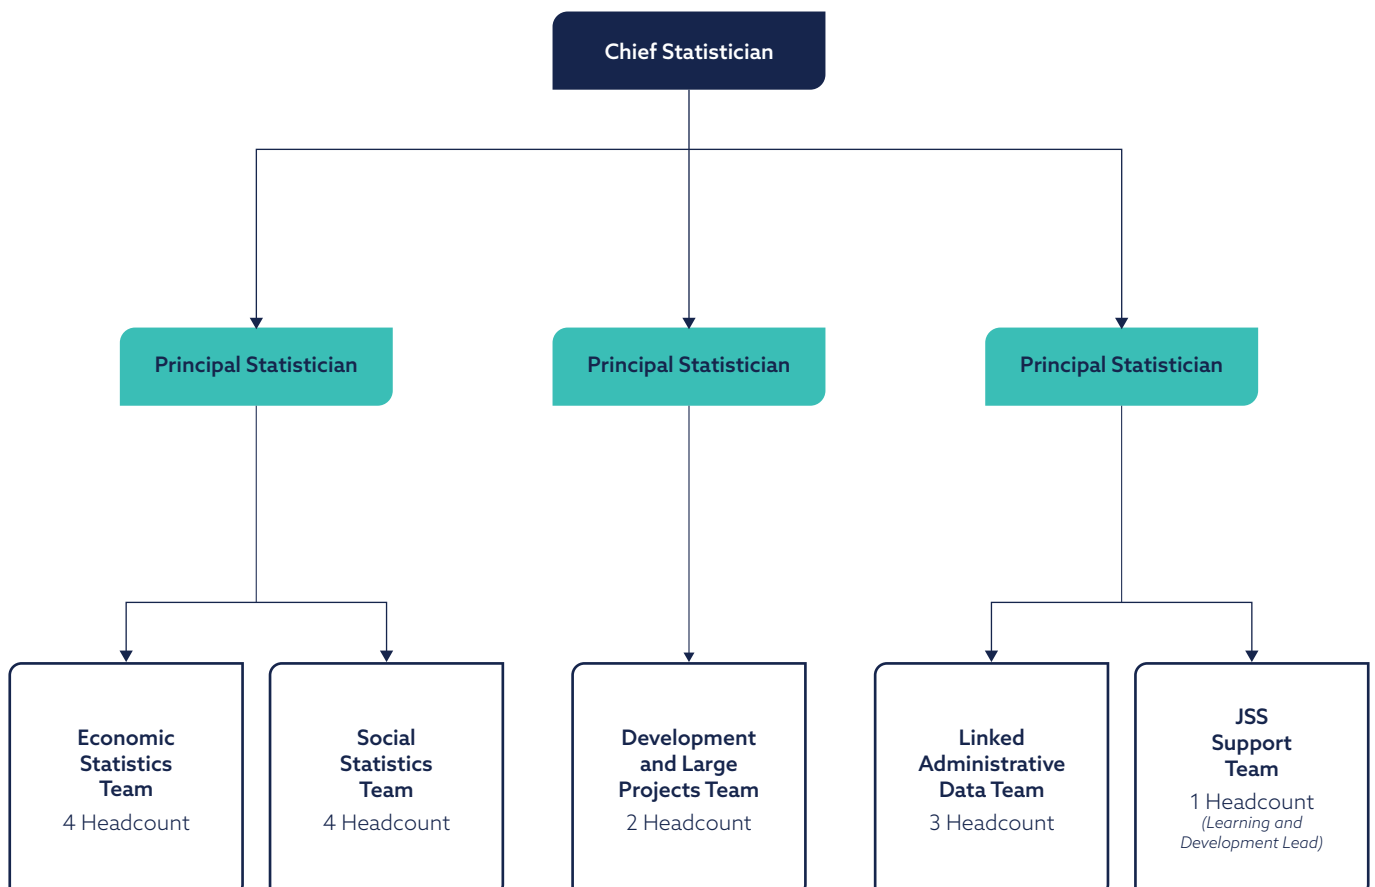 Chief Statistician
Principal Statistician
Principal Statistician
Principal Statistician
Economic
Statistics
Team
4 Headcount
Social
Statistics
Team
4 Headcount
Development
and Large
Projects Team
2 Headcount
Linked
Administrative
Data Team
3 Headcount
JSS
Support
Team
1 Headcount
(Learning and
Development Lead)